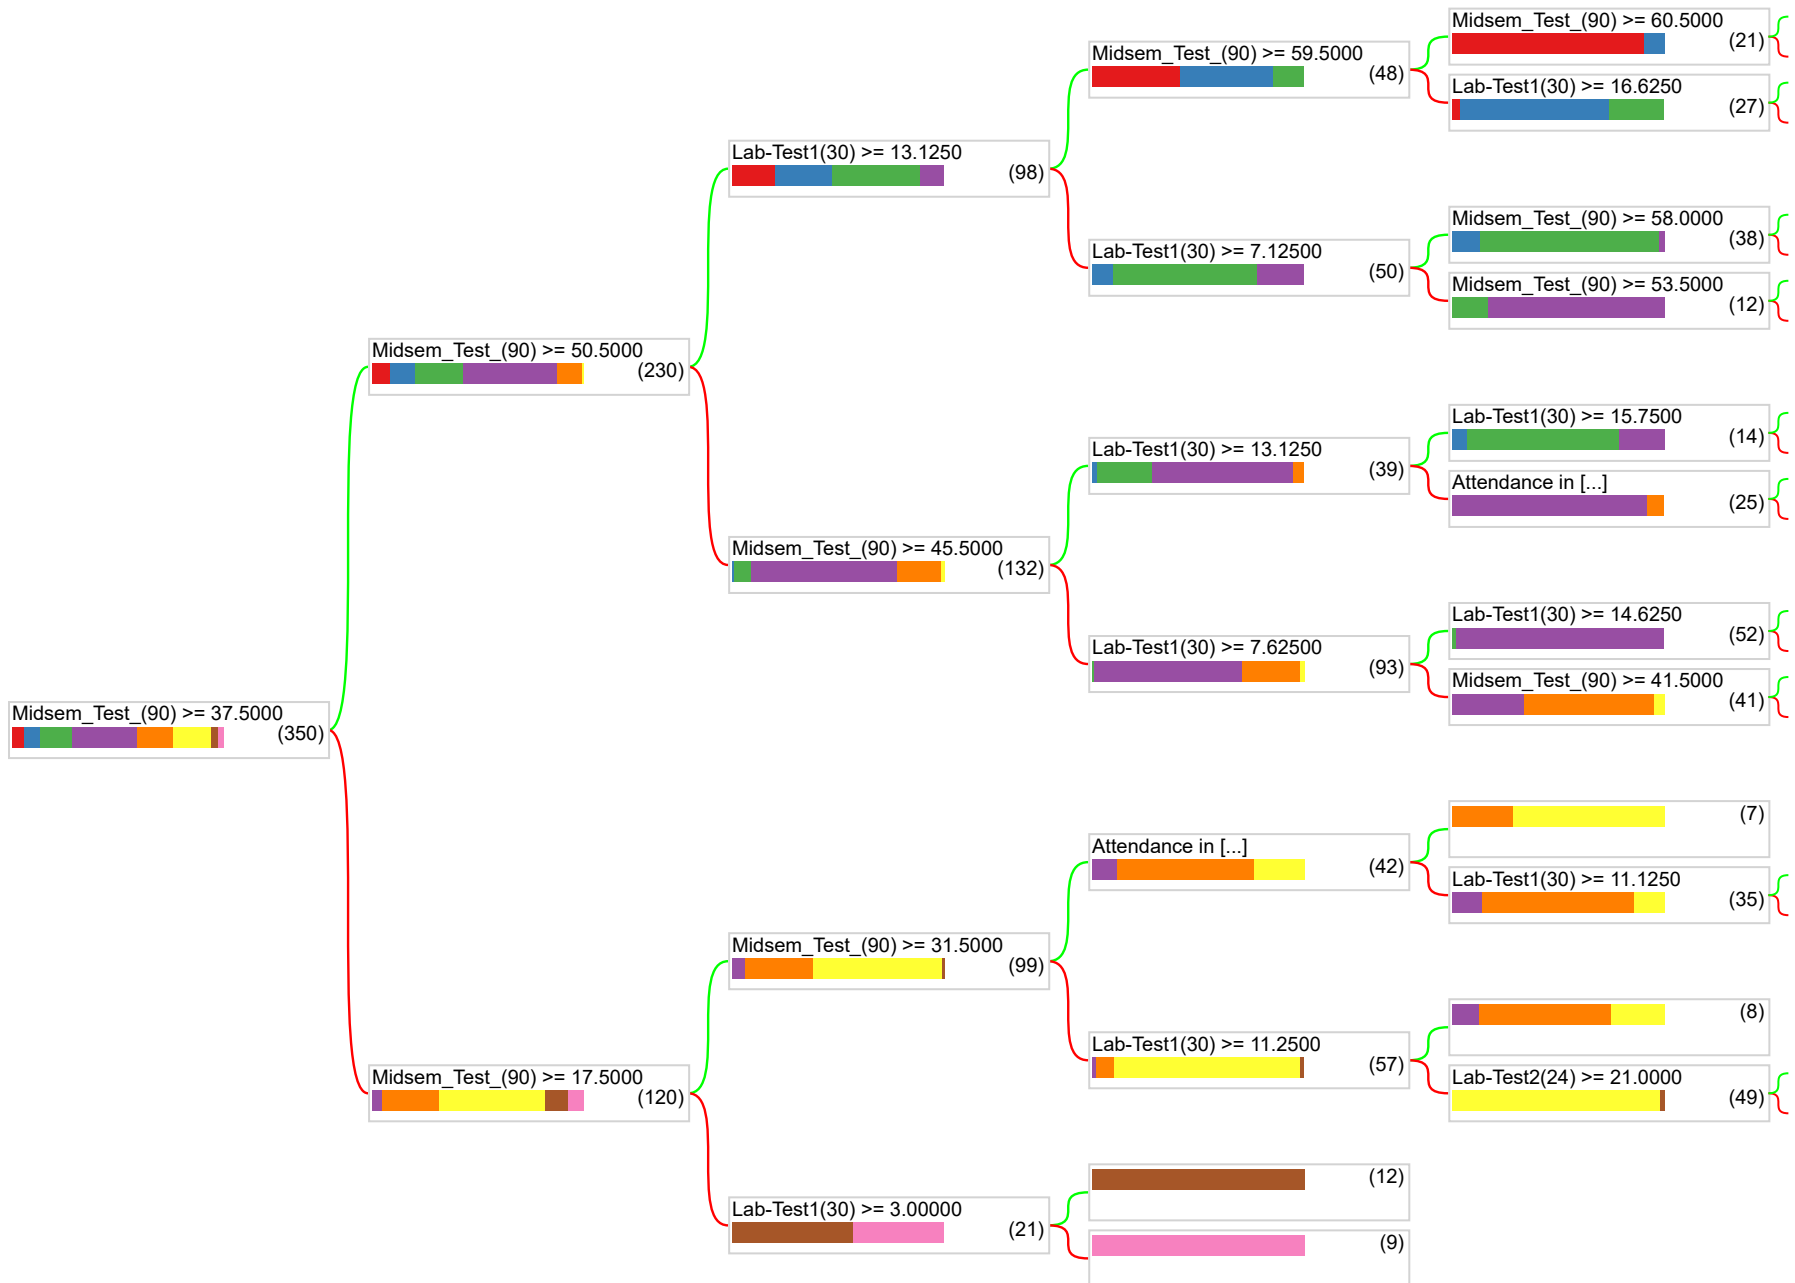 Midsem_Test_(90) >= 37.5000
(350)
Midsem_Test_(90) >= 50.5000
(230)
Midsem_Test_(90) >= 17.5000
(120)
Lab-Test1(30) >= 13.1250
(98)
Midsem_Test_(90) >= 45.5000
(132)
Midsem_Test_(90) >= 31.5000
(99)
Lab-Test1(30) >= 3.00000
(21)
Midsem_Test_(90) >= 59.5000
(48)
Lab-Test1(30) >= 7.12500
(50)
Lab-Test1(30) >= 13.1250
(39)
Lab-Test1(30) >= 7.62500
(93)
Attendance in [...]
(42)
Lab-Test1(30) >= 11.2500
(57)
(12)
(9)
Midsem_Test_(90) >= 60.5000
(21)
Lab-Test1(30) >= 16.6250
(27)
Midsem_Test_(90) >= 58.0000
(38)
Midsem_Test_(90) >= 53.5000
(12)
Lab-Test1(30) >= 15.7500
(14)
Attendance in [...]
(25)
Lab-Test1(30) >= 14.6250
(52)
Midsem_Test_(90) >= 41.5000
(41)
(7)
Lab-Test1(30) >= 11.1250
(35)
(8)
Lab-Test2(24) >= 21.0000
(49)